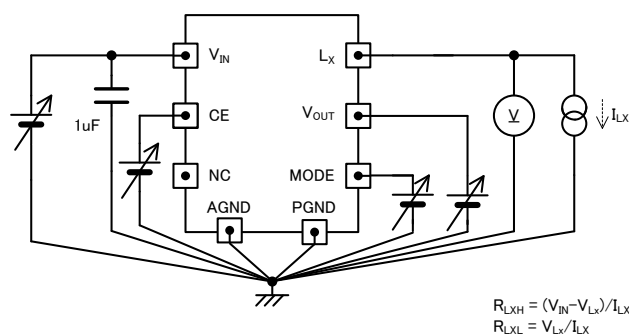 V_IN
L_X
1uF
CE
V_OUT
V
I_LX
NC
MODE
AGND
PGND
R_LXH = (V_IN−V_Lx)/I_LX
R_LXL = V_Lx/I_LX